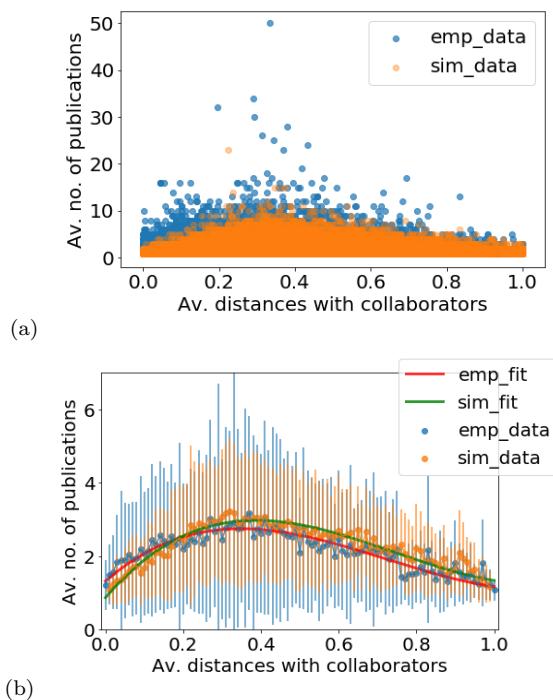 50
40
30
20
10
0
Av. no. of publications
emp_data
sim_data
0.0 0.2 0.4 0.6 0.8 1.0
Av. distances with collaborators
(a)
emp_fit
sim_fit
emp_data
sim_data
6
4
2
0
Av. no. of publications
0.0 0.2 0.4 0.6 0.8 1.0
Av. distances with collaborators
(b)